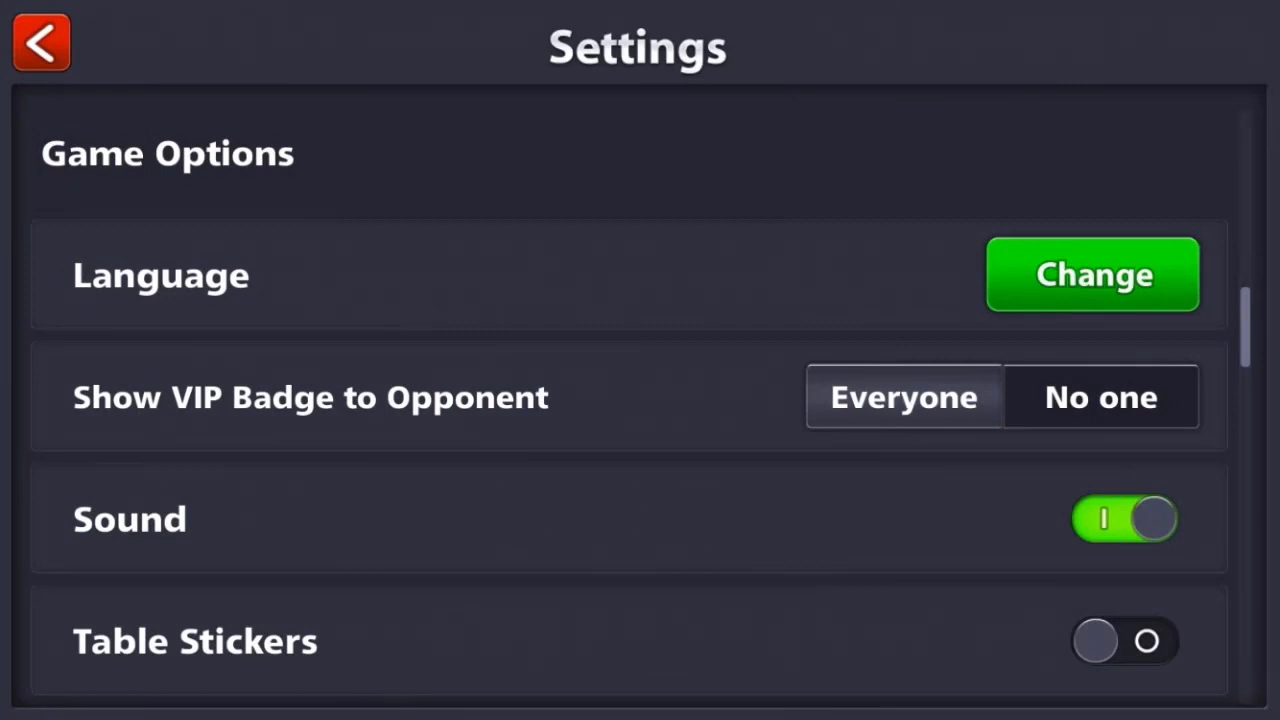 Settings
Game Options
Language
Change
Show VIP Badge to Opponent
Everyone
No one
Sound
Table Stickers